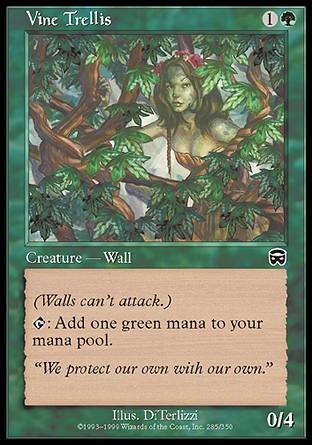 Vine Trellis 1
Creature — Wall
(Walls can't attack.)
: Add one green mana to your
mana pool.
"We protect our own with our own."
Illus. DiTerlizzi
©1993–1999 Wizards of the Coast, Inc. 285/350
0/4